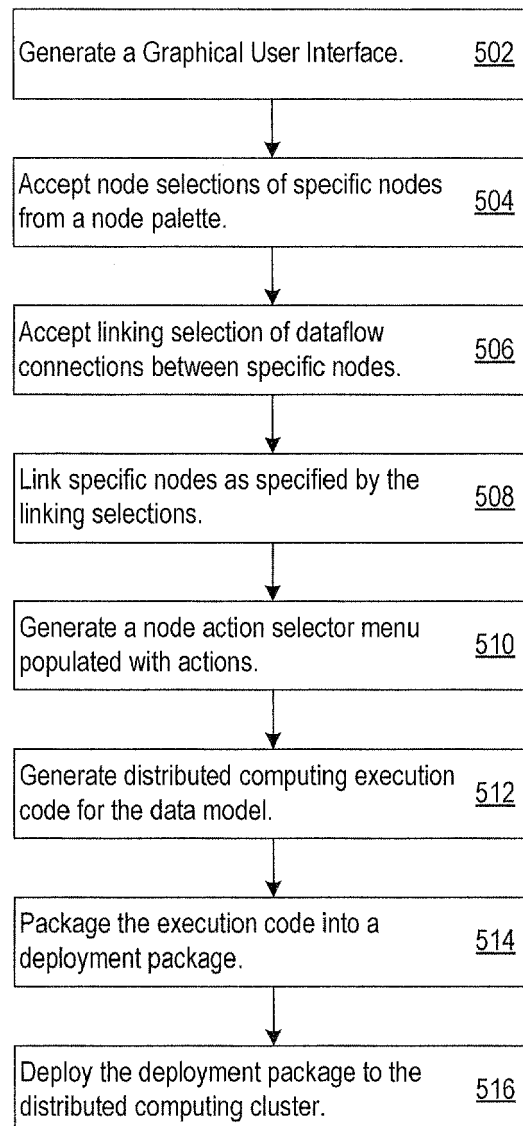 Generate a Graphical User Interface. 502
Accept node selections of specific nodes
from a node palette. 504
Accept linking selection of dataflow
connections between specific nodes. 506
Link specific nodes as specified by the
linking selections. 508
Generate a node action selector menu
populated with actions. 510
Generate distributed computing execution
code for the data model. 512
Package the execution code into a
deployment package. 514
Deploy the deployment package to the
distributed computing cluster. 516